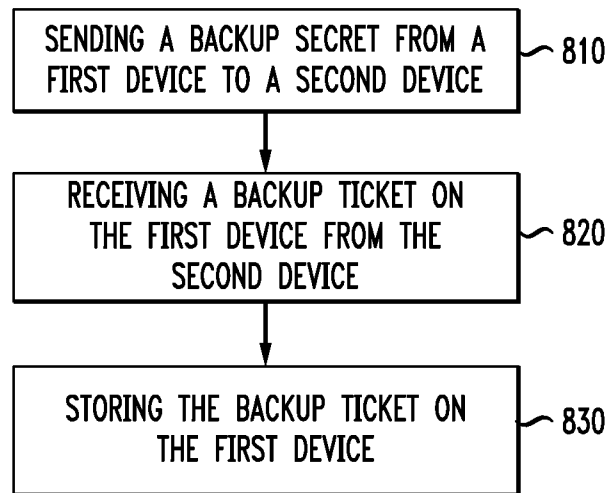 SENDING A BACKUP SECRET FROM A
FIRST DEVICE TO A SECOND DEVICE
810
RECEIVING A BACKUP TICKET ON
THE FIRST DEVICE FROM THE
SECOND DEVICE
820
STORING THE BACKUP TICKET ON
THE FIRST DEVICE
830